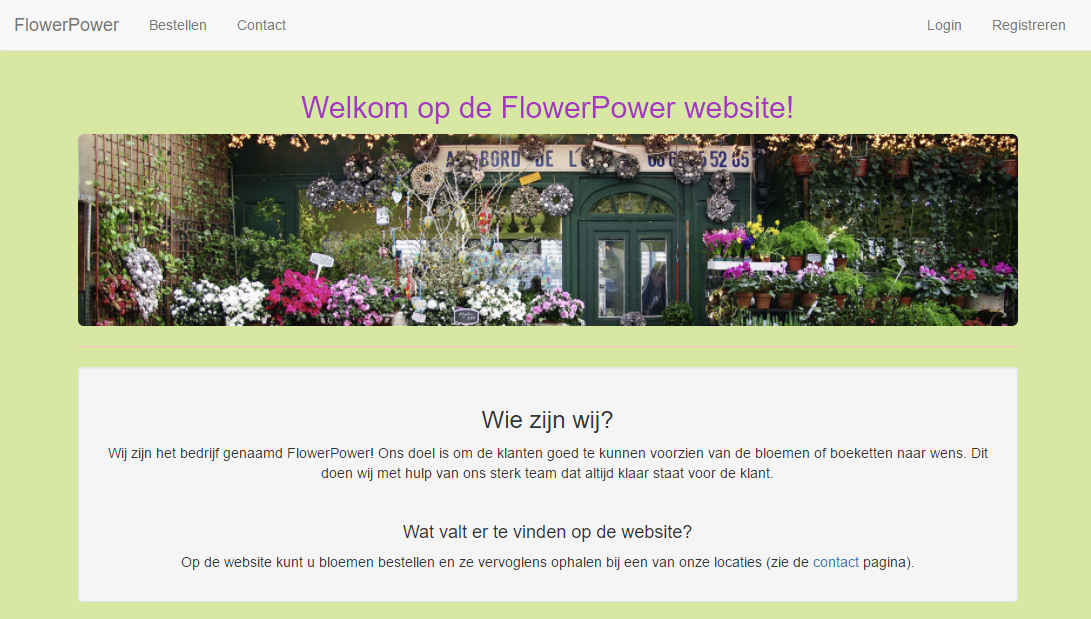 FlowerPower Bestellen Contact Login Registreren
Welkom op de FlowerPower website!
BORD DE L'
Wie zijn wij?
Wij zijn het bedrijf genaamd FlowerPower! Ons doel is om de klanten goed te kunnen voorzien van de bloemen of boeketten naar wens. Dit
doen wij met hulp van ons sterk team dat altijd klaar staat voor de klant.
Wat valt er te vinden op de website?
Op de website kunt u bloemen bestellen en ze vervoglens ophalen bij een van onze locaties (zie de contact pagina).